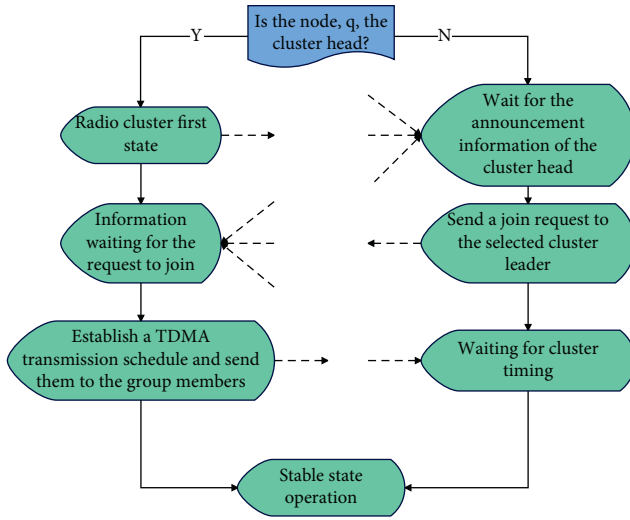 Is the node, q, the
cluster head?
Y
N
Radio cluster first
state
Wait for the
announcement
information of the
cluster head
Information
waiting for the
request to join
Send a join request to
the selected cluster
leader
Establish a TDMA
transmission schedule and send
them to the group members
Waiting for cluster
timing
Stable state
operation